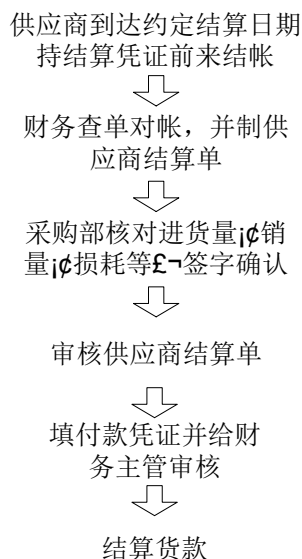 供应商到达约定结算日期
持结算凭证前来结帐
财务查单对帐，并制供
应商结算单
采购部核对进货量¡¢销
量¡¢损耗等£¬签字确认
审核供应商结算单
填付款凭证并给财
务主管审核
结算货款